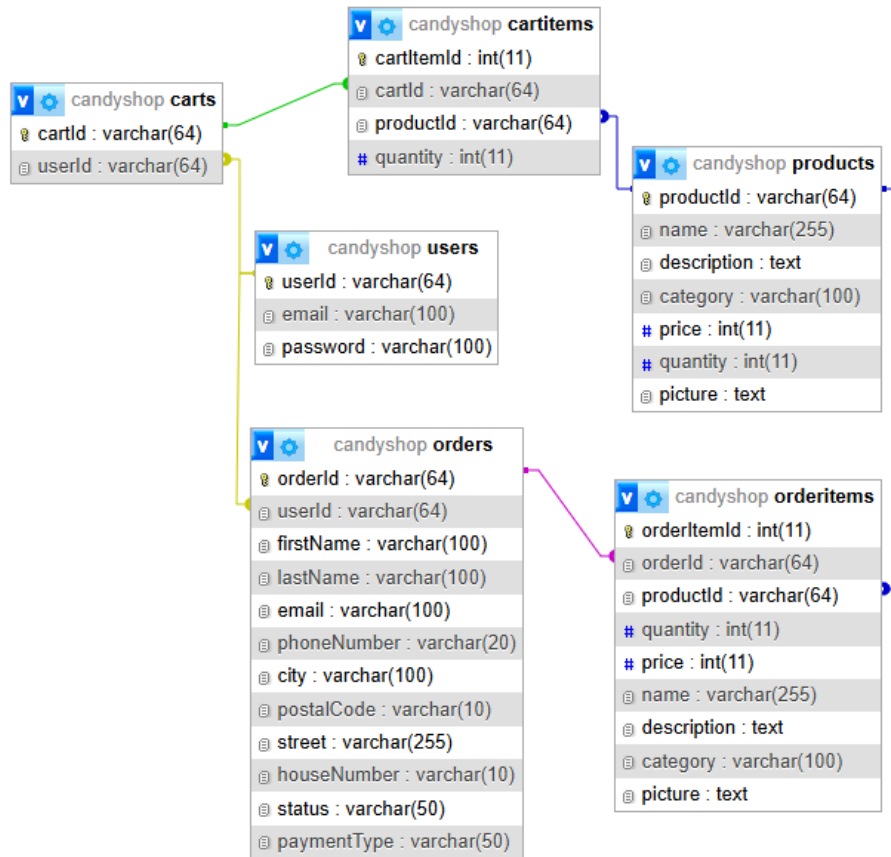 candyshop cartitems
cartItemId : int(11)
cartId : varchar(64)
productId : varchar(64)
# quantity : int(11)
candyshop carts
cartId : varchar(64)
userId : varchar(64)
candyshop products
productId : varchar(64)
name : varchar(255)
description : text
category : varchar(100)
# price : int(11)
# quantity : int(11)
picture : text
candyshop users
userId : varchar(64)
email : varchar(100)
password : varchar(100)
candyshop orders
orderId : varchar(64)
userId : varchar(64)
firstName : varchar(100)
lastName : varchar(100)
email : varchar(100)
phoneNumber : varchar(20)
city : varchar(100)
postalCode : varchar(10)
street : varchar(255)
houseNumber : varchar(10)
status : varchar(50)
paymentType : varchar(50)
candyshop orderitems
orderItemId : int(11)
orderId : varchar(64)
productId : varchar(64)
# quantity : int(11)
# price : int(11)
name : varchar(255)
description : text
category : varchar(100)
picture : text